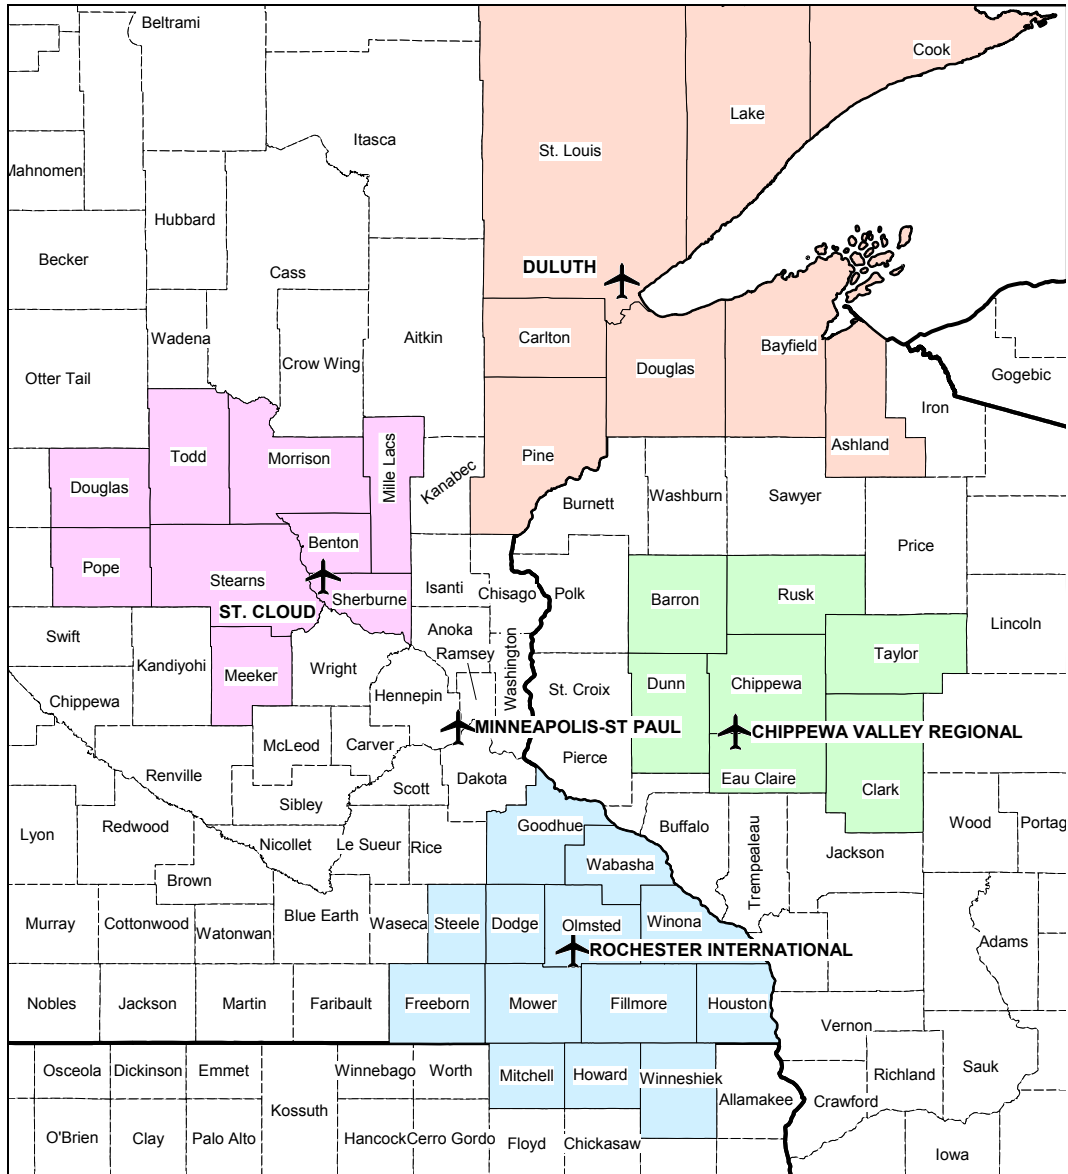 Beltrami
Cook
Lake
Itasca
St. Louis
Mahnomen
Hubbard
Becker
Cass
DULUTH
Wadena
Aitkin
Carlton
Bayfield
Crow Wing
Douglas
Otter Tail
Gogebic
Iron
Todd
Morrison
Mille Lacs
Kanabec
Pine
Ashland
Douglas
Burnett
Washburn
Sawyer
Benton
Price
Pope
Stearns
Isanti
Chisago
Polk
Barron
Rusk
Sherburne
ST. CLOUD
Lincoln
Swift
Anoka
Kandiyohi
Ramsey
Washington
Taylor
Wright
Meeker
Hennepin
St. Croix
Dunn
Chippewa
Chippewa
MINNEAPOLIS-ST PAUL
CHIPPEWA VALLEY REGIONAL
McLeod
Carver
Pierce
Renville
Dakota
Eau Claire
Scott
Clark
Sibley
Lyon
Redwood
Goodhue
Buffalo
Wood
Portag
Nicollet
Le Sueur
Rice
Trempealeau
Jackson
Wabasha
Brown
Murray
Cottonwood
Watonwan
Blue Earth
Waseca
Steele
Dodge
Olmsted
Winona
Adams
ROCHESTER INTERNATIONAL
Nobles
Jackson
Martin
Faribault
Freeborn
Mower
Fillmore
Houston
Vernon
Osceola
Dickinson
Emmet
Winnebago
Worth
Mitchell
Howard
Winneshiek
Richland
Sauk
Kossuth
Allamakee
Crawford
O'Brien
Clay
Palo Alto
Hancock
Cerro Gordo
Floyd
Chickasaw
Iowa